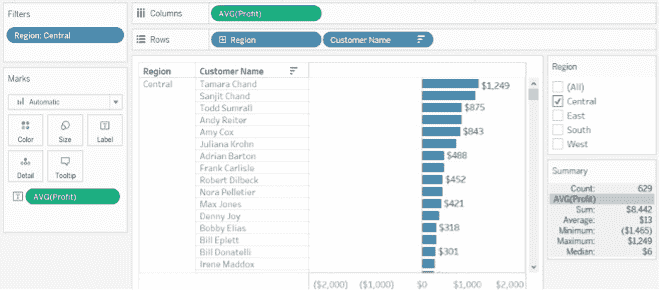 Filters
Region: Central
Marks
Automatic
Color
Size
Label
Detail
Tooltip
AVG(Profit)
Columns
AVG(Profit)
Rows
Region
Customer Name
Region
Customer Name
Central
Tamara Chand
$1,249
Sanjit Chand
Todd Sumrall
$875
Andy Reiter
Amy Cox
$843
Juliana Krohn
Adrian Barton
$488
Frank Carlisle
Robert Dilbeck
$452
Nora Pelletier
Max Jones
$421
Denny Joy
Bobby Elias
$318
Bill Eplett
Bill Donatelli
$301
Irene Maddox
($2,000)
($1,000)
$0
$1,000
$2,000
Region
(All)
Central
East
South
West
Summary
Count: 629
AVG(Profit)
Sum: $8,442
Average: $13
Minimum: ($1,465)
Maximum: $1,249
Median: $6